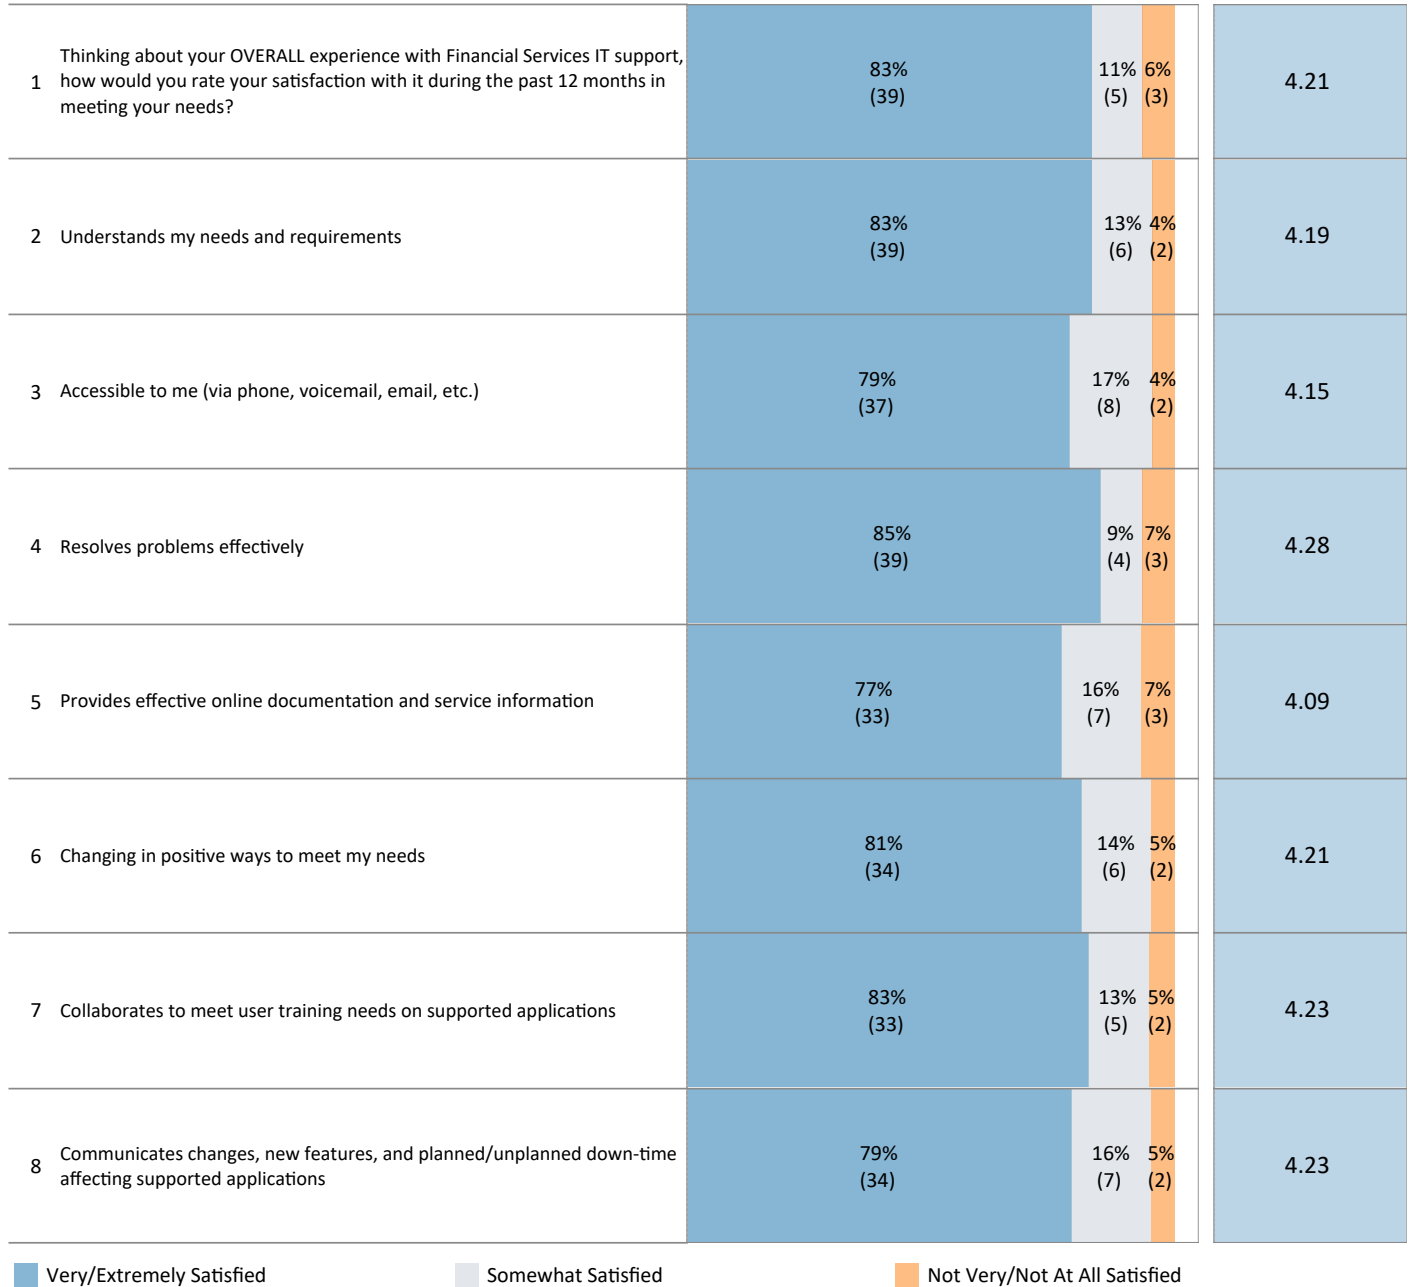 Thinking about your OVERALL experience with Financial Services IT support,
1 how would you rate your satisfaction with it during the past 12 months in
meeting your needs?
83% 11% 6%
(39) (5) (3)
4.21
2 Understands my needs and requirements
83% 13% 4%
(39) (6) (2)
4.19
3 Accessible to me (via phone, voicemail, email, etc.)
79% 17% 4%
(37) (8) (2)
4.15
4 Resolves problems effectively
85% 9% 7%
(39) (4) (3)
4.28
5 Provides effective online documentation and service information
77% 16% 7%
(33) (7) (3)
4.09
6 Changing in positive ways to meet my needs
81% 14% 5%
(34) (6) (2)
4.21
7 Collaborates to meet user training needs on supported applications
83% 13% 5%
(33) (5) (2)
4.23
8 Communicates changes, new features, and planned/unplanned down-time
affecting supported applications
79% 16% 5%
(34) (7) (2)
4.23
Very/Extremely Satisfied Somewhat Satisfied Not Very/Not At All Satisfied